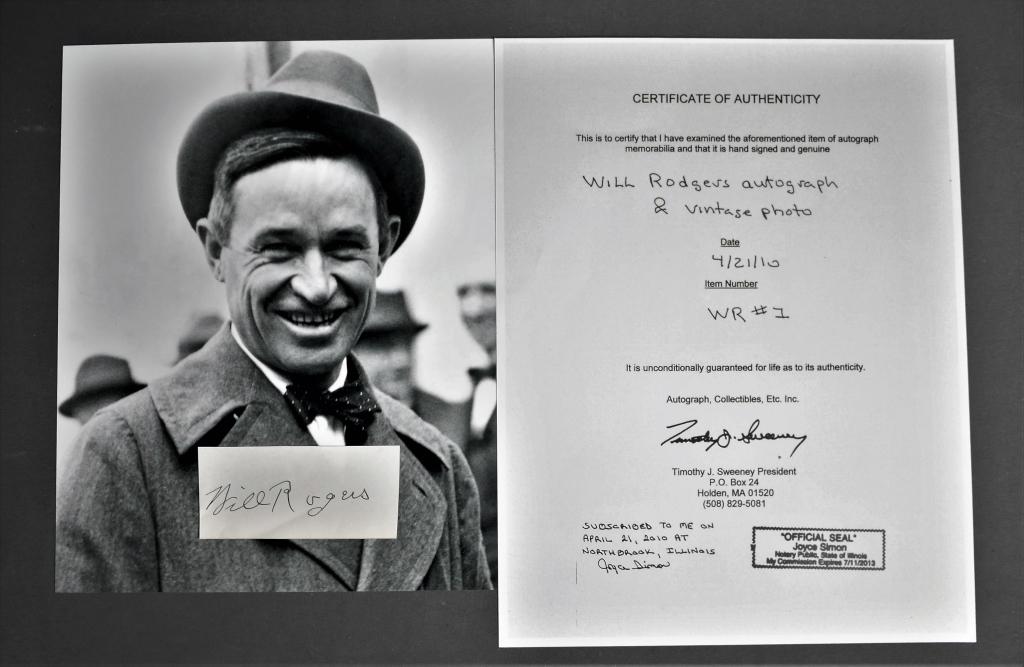 Will Rogers
CERTIFICATE OF AUTHENTICITY
This is to certify that I have examined the aforementioned item of autograph
memorabilia and that it is hand signed and genuine
Will Rodgers autograph
& vintage photo
Date
4/21/10
Item Number
WR #1
It is unconditionally guaranteed for life as to its authenticity.
Autograph, Collectibles, Etc. Inc.
Timothy J. Sweeney
Timothy J. Sweeney President
P.O. Box 24
Holden, MA 01520
(508) 829-5081
SUBSCRIBED TO ME ON
APRIL 21, 2010 AT
NORTHBROOK, ILLINOIS
Joyce Simon
"OFFICIAL SEAL"
Joyce Simon
Notary Public, State of Illinois
My Commission Expires 7/11/2013